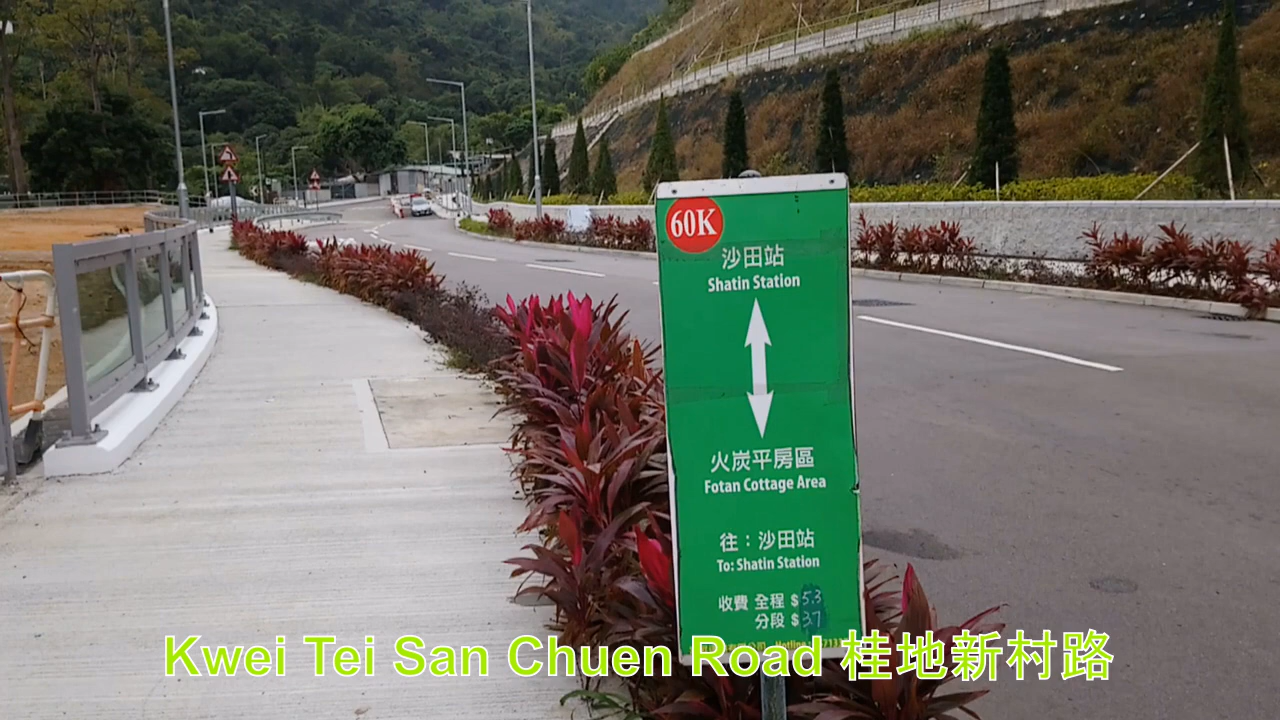 60K
沙田站
Shatin Station
火炭平房區
Fotan Cottage Area
往：沙田站
To: Shatin Station
收費 全程 $5.3
分段 $3.7
Hotline
Kwei Tei San Chuen Road 桂地新村路